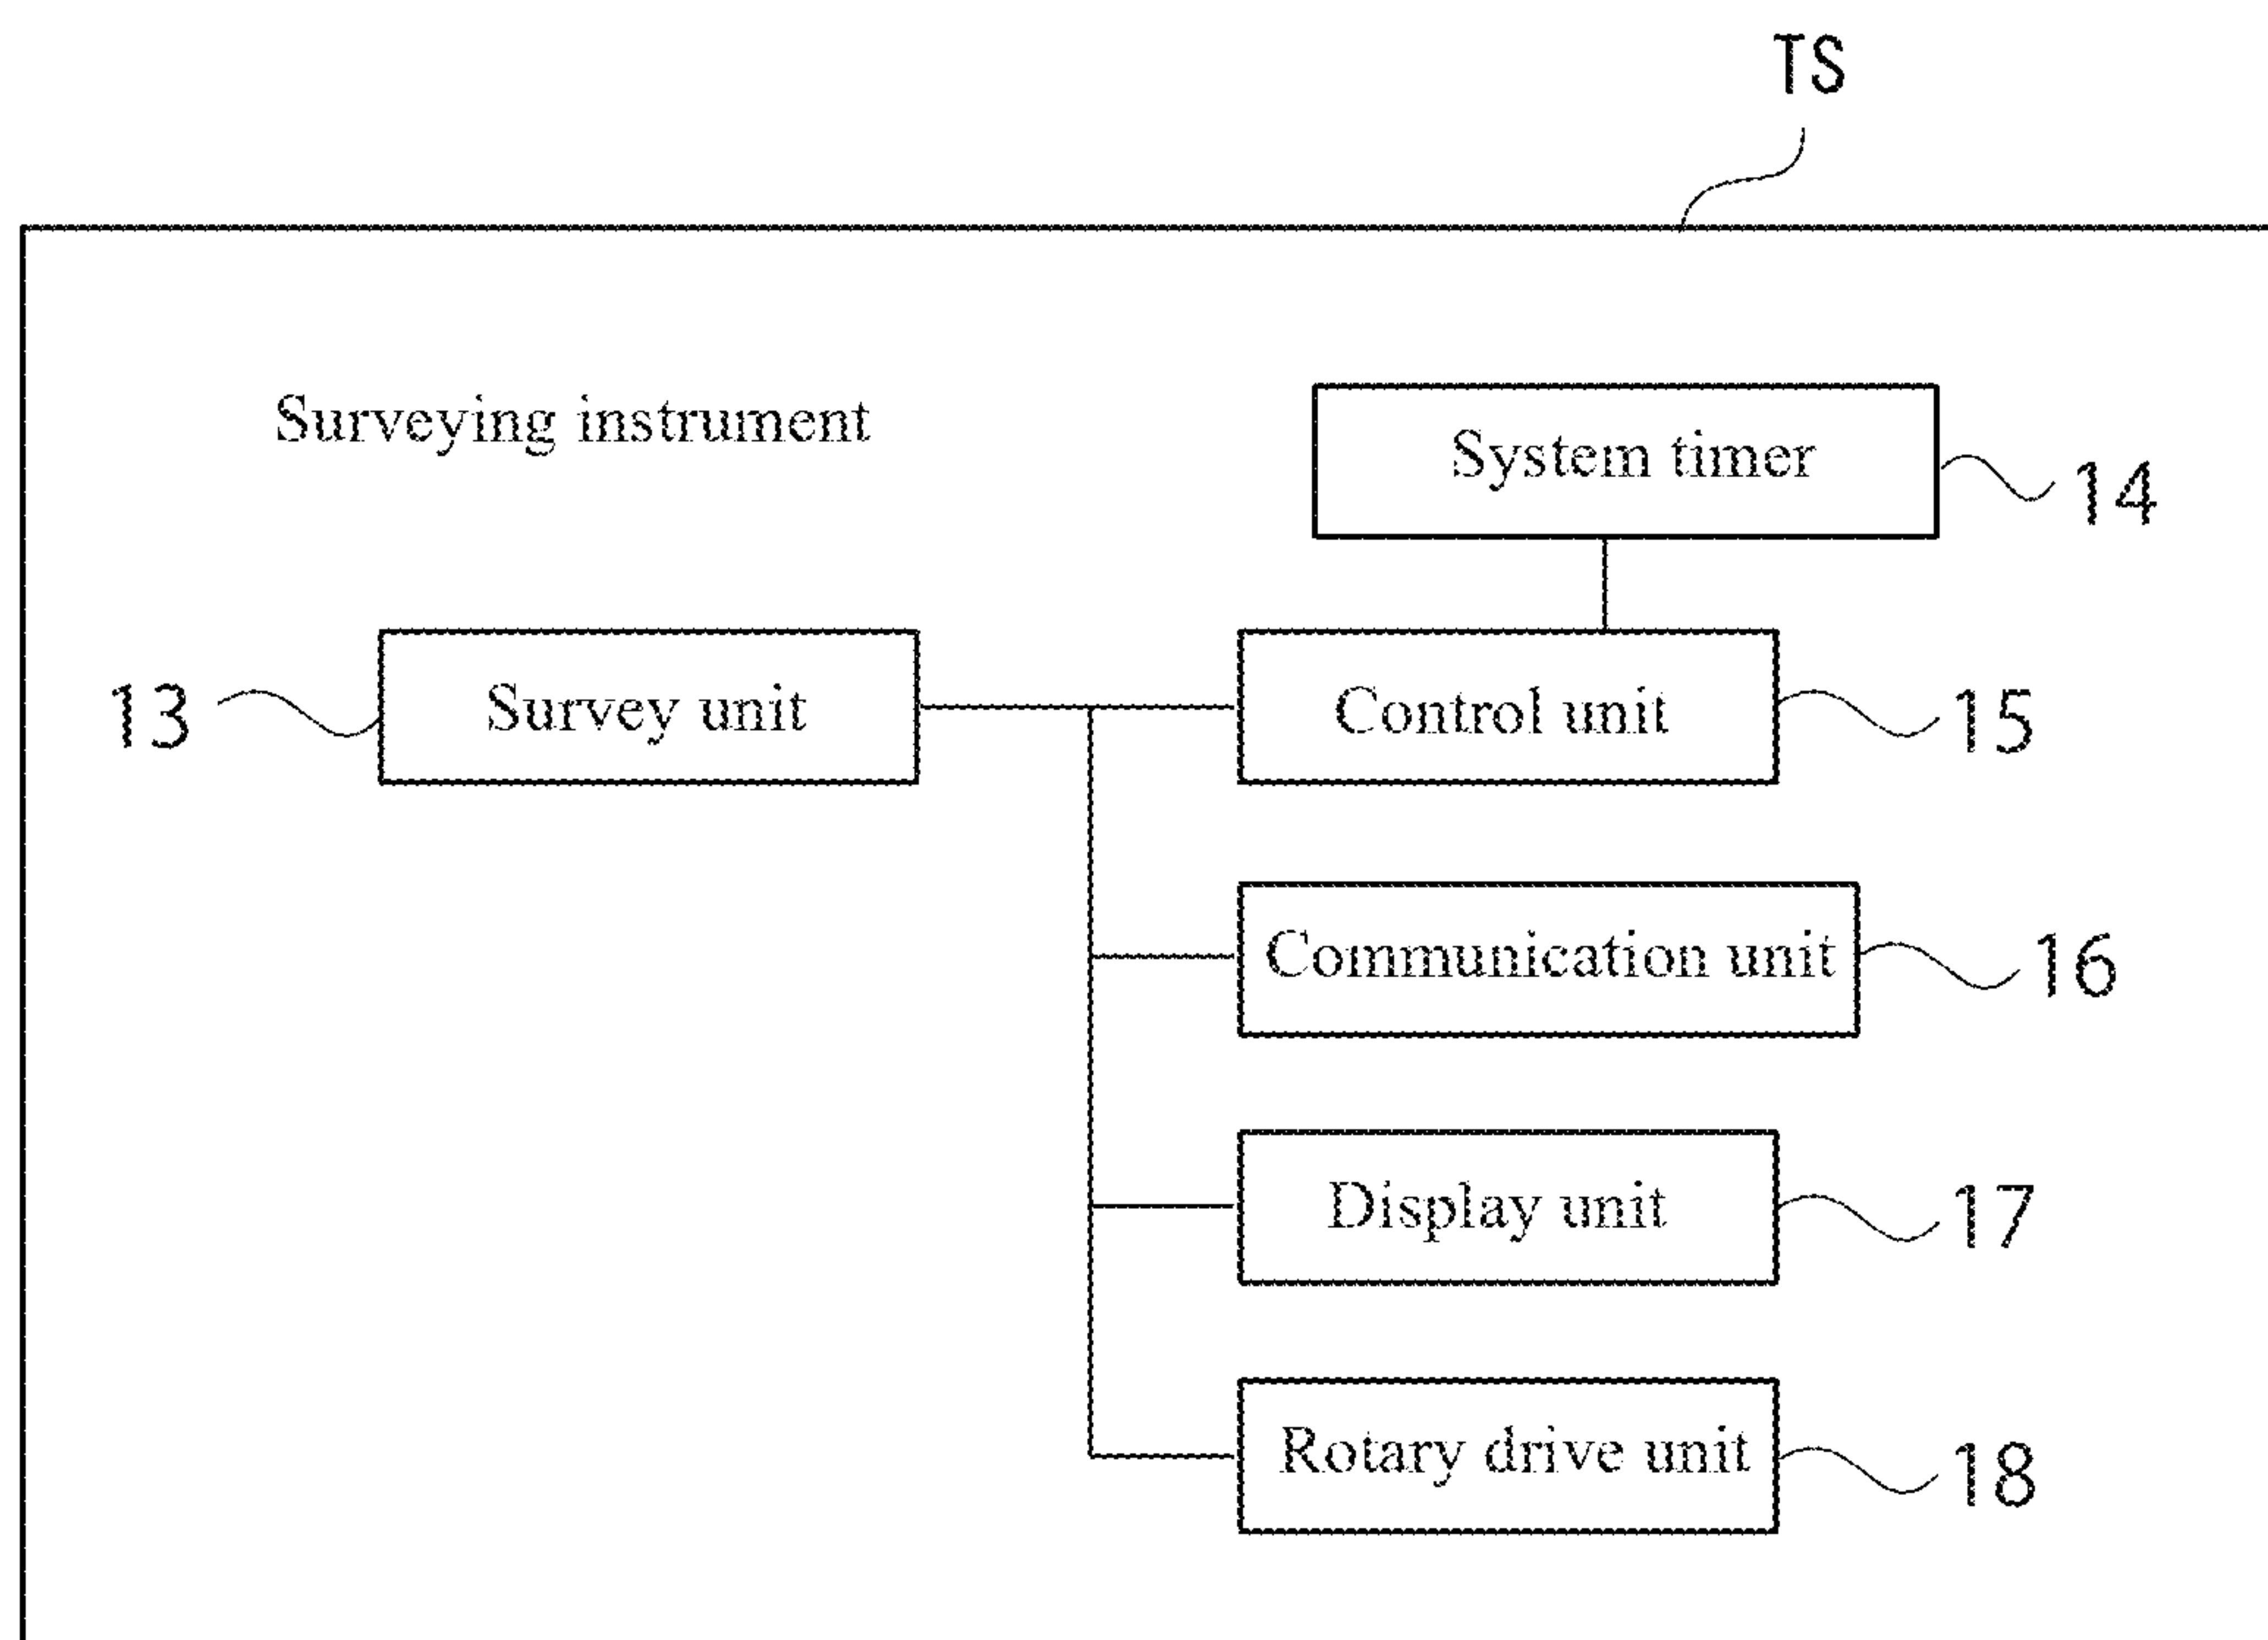 TS
Surveying instrument
System timer
14
13
Survey unit
Control unit
15
Communication unit
16
Display unit
17
Rotary drive unit
18